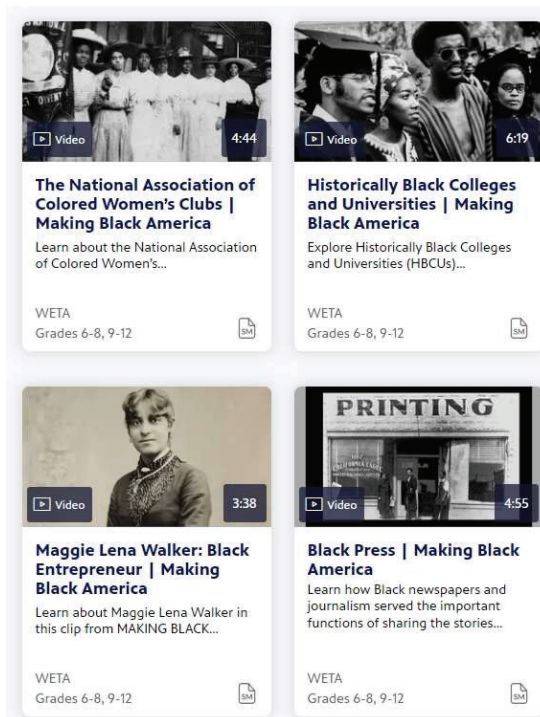 Video
4:44
The National Association of
Colored Women's Clubs |
Making Black America
Learn about the National Association
of Colored Women's...
WETA
Grades 6-8, 9-12
SM
Video
6:19
Historically Black Colleges
and Universities | Making
Black America
Explore Historically Black Colleges
and Universities (HBCUs)...
WETA
Grades 6-8, 9-12
SM
Video
3:38
Maggie Lena Walker: Black
Entrepreneur | Making
Black America
Learn about Maggie Lena Walker in
this clip from MAKING BLACK...
WETA
Grades 6-8, 9-12
SM
PRINTING
CALIFORNIA EAGLE
Video
4:55
Black Press | Making Black
America
Learn how Black newspapers and
journalism served the important
functions of sharing the stories...
WETA
Grades 6-8, 9-12
SM